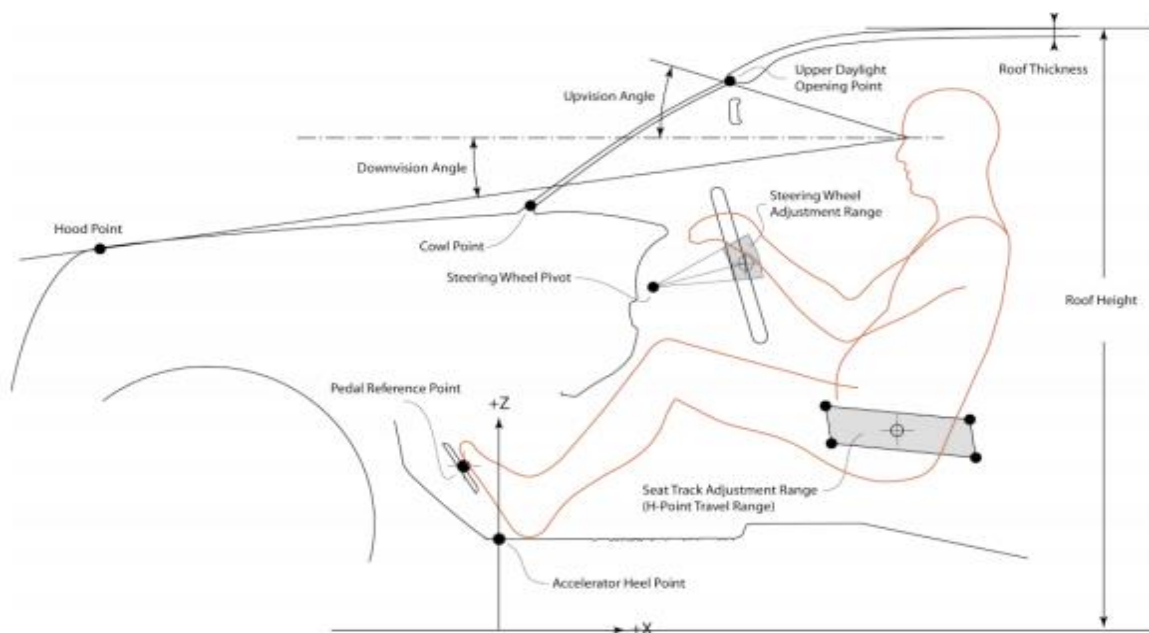 Upper Daylight
Opening Point
Roof Thickness
Upvision Angle
Downvision Angle
Steering Wheel
Adjustment Range
Hood Point
Cowl Point
Steering Wheel Pivot
Roof Height
Pedal Reference Point
+Z
Seat Track Adjustment Range
(H-Point Travel Range)
Accelerator Heel Point
+X